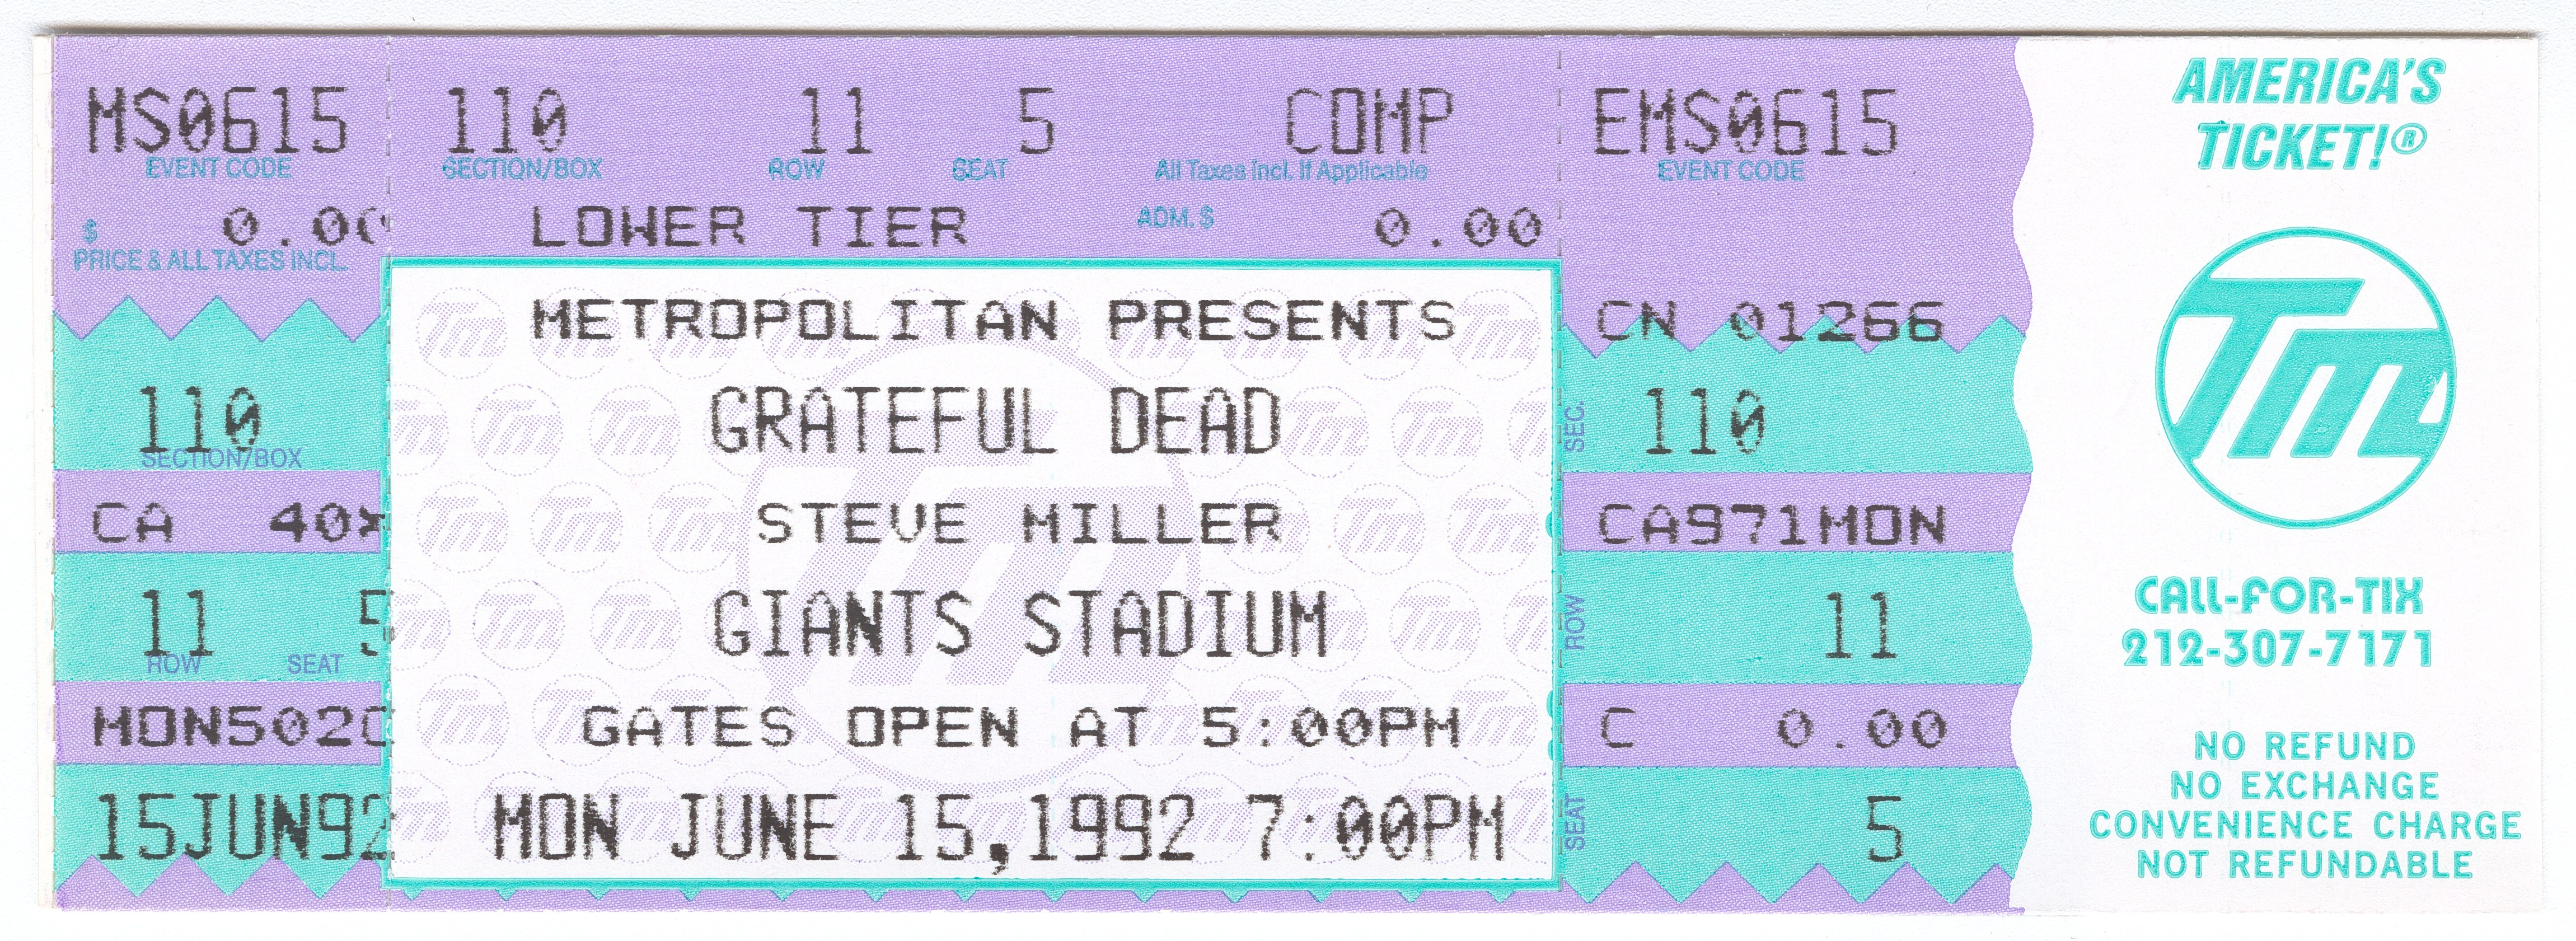 MS0615
EVENT CODE
$ 0.00
PRICE & ALL TAXES INCL.
110
SECTION/BOX
CA 40X
11 5
ROW SEAT
MON502C
15JUN92
110 11 5 COMP
SECTION/BOX ROW SEAT All Taxes Incl. If Applicable
LOWER TIER ADM. $ 0.00
METROPOLITAN PRESENTS
GRATEFUL DEAD
STEVE MILLER
GIANTS STADIUM
GATES OPEN AT 5:00PM
MON JUNE 15,1992 7:00PM
EMS0615
EVENT CODE
CN 01266
SEC. 110
CA971MON
ROW 11
C 0.00
SEAT 5
AMERICA'S
TICKET!®
Tm
CALL-FOR-TIX
212-307-7171
NO REFUND
NO EXCHANGE
CONVENIENCE CHARGE
NOT REFUNDABLE